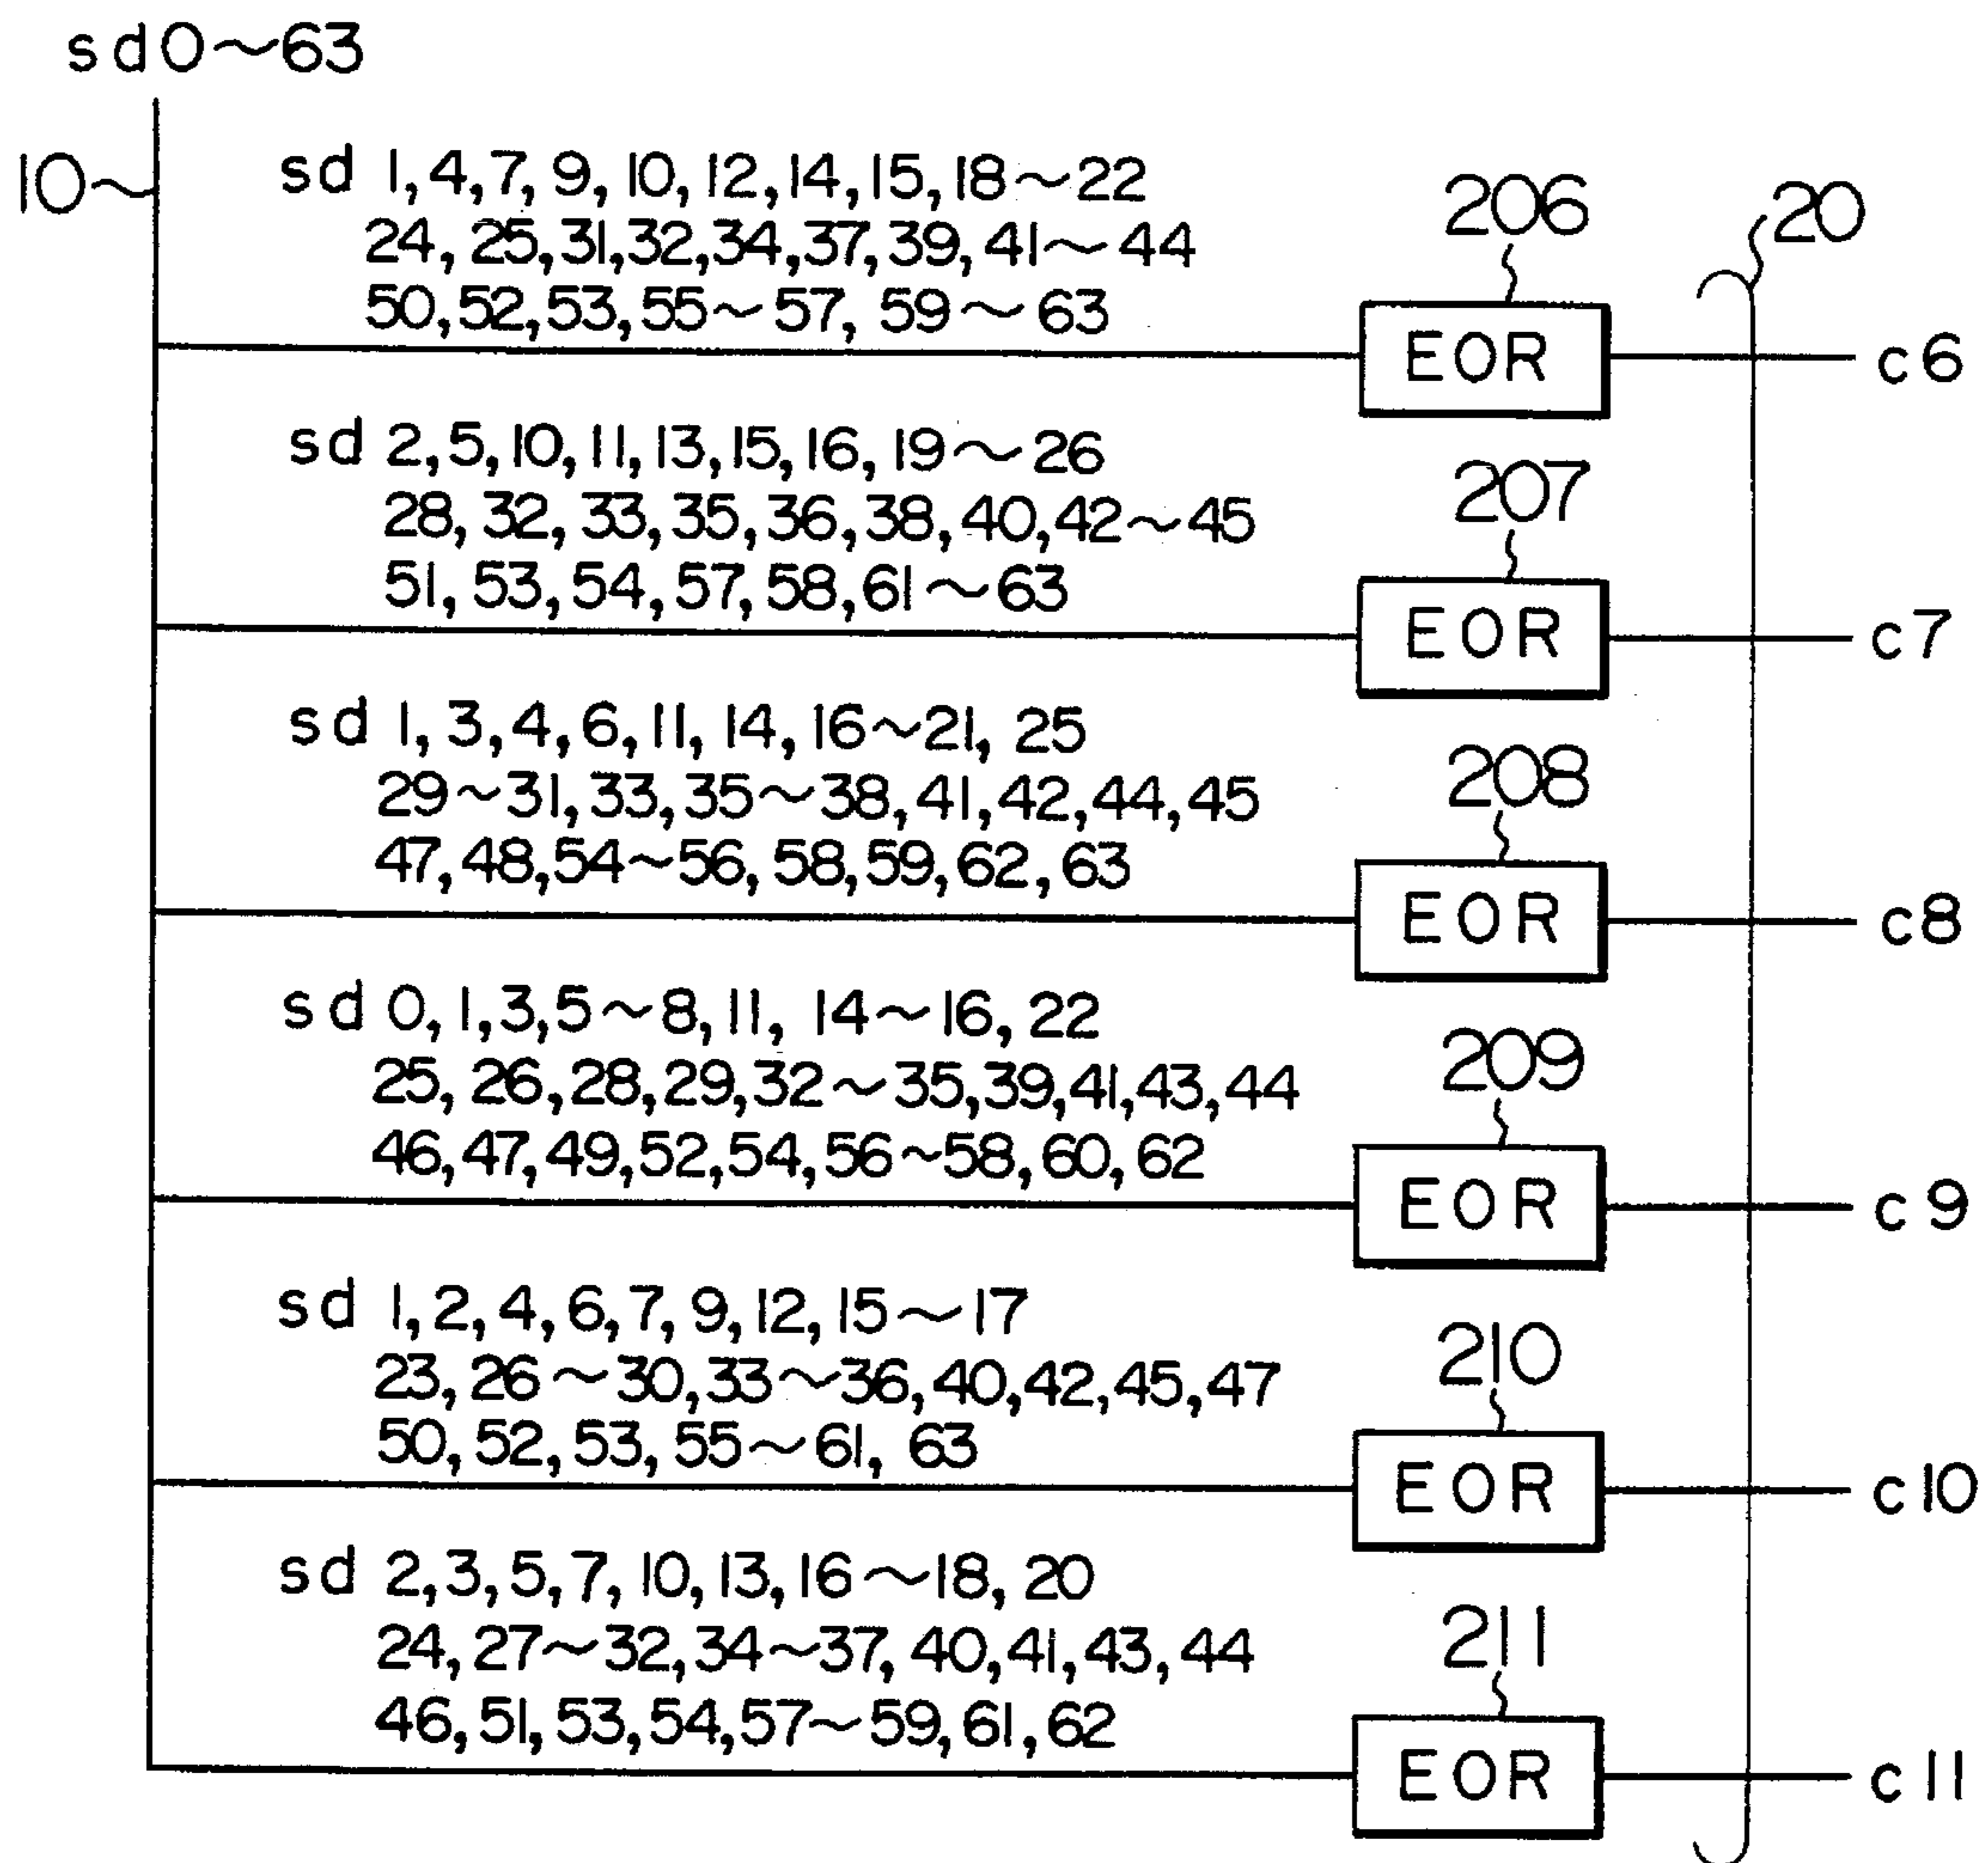 sd0~63
10
sd 1,4,7,9,10,12,14,15,18~22
24,25,31,32,34,37,39,41~44
50,52,53,55~57,59~63
206
20
EOR
c6
sd 2,5,10,11,13,15,16,19~26
28,32,33,35,36,38,40,42~45
51,53,54,57,58,61~63
207
EOR
c7
sd 1,3,4,6,11,14,16~21,25
29~31,33,35~38,41,42,44,45
47,48,54~56,58,59,62,63
208
EOR
c8
sd 0,1,3,5~8,11,14~16,22
25,26,28,29,32~35,39,41,43,44
46,47,49,52,54,56~58,60,62
209
EOR
c9
sd 1,2,4,6,7,9,12,15~17
23,26~30,33~36,40,42,45,47
50,52,53,55~61,63
210
EOR
c10
sd 2,3,5,7,10,13,16~18,20
24,27~32,34~37,40,41,43,44
46,51,53,54,57~59,61,62
211
EOR
c11